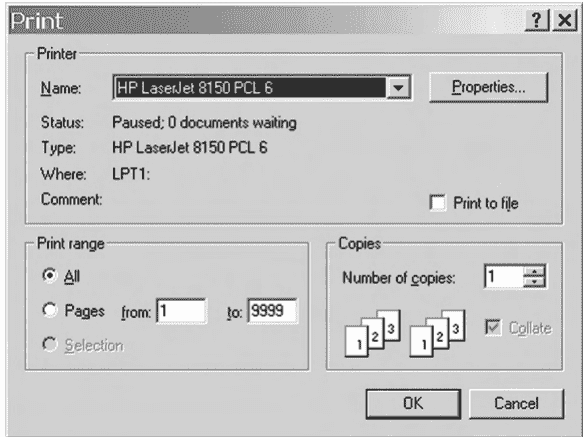 Print
Printer
Name: HP LaserJet 8150 PCL 6 Properties...
Status: Paused; 0 documents waiting
Type: HP LaserJet 8150 PCL 6
Where: LPT1:
Comment: Print to file
Print range
All
Pages from: 1 to: 9999
Selection
Copies
Number of copies: 1
1 2 3 1 2 3 Collate
OK Cancel